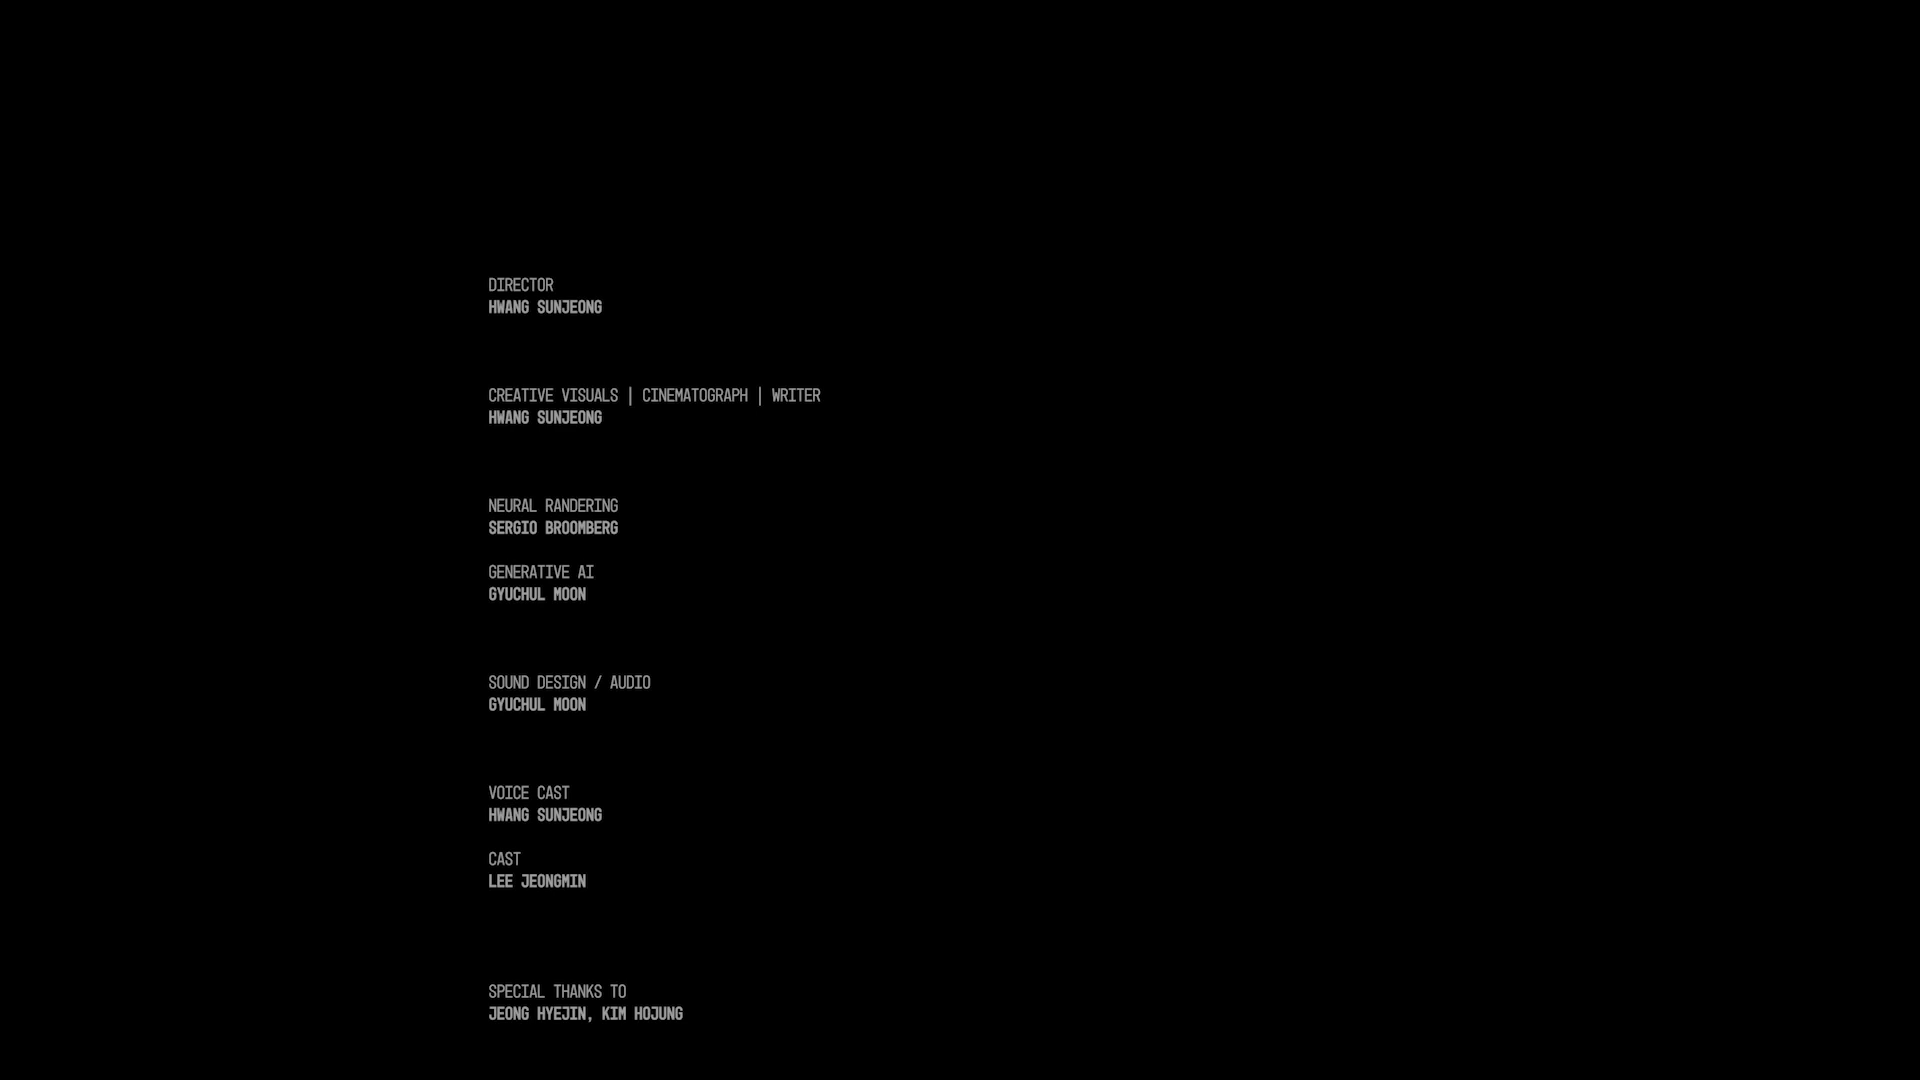 DIRECTOR
HWANG SUNJEONG
CREATIVE VISUALS | CINEMATOGRAPH | WRITER
HWANG SUNJEONG
NEURAL RANDERING
SERGIO BROOMBERG
GENERATIVE AI
GYUCHUL MOON
SOUND DESIGN / AUDIO
GYUCHUL MOON
VOICE CAST
HWANG SUNJEONG
CAST
LEE JEONGMIN
SPECIAL THANKS TO
JEONG HYEJIN, KIM HOJUNG